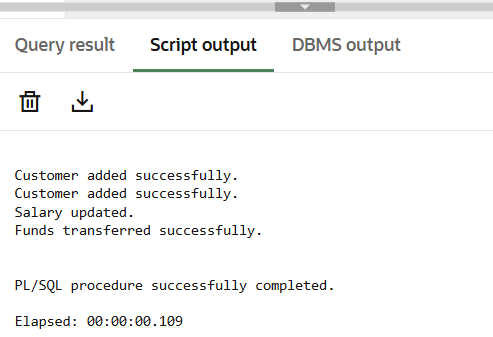 Query result Script output DBMS output
Customer added successfully.
Customer added successfully.
Salary updated.
Funds transferred successfully.
PL/SQL procedure successfully completed.
Elapsed: 00:00:00.109